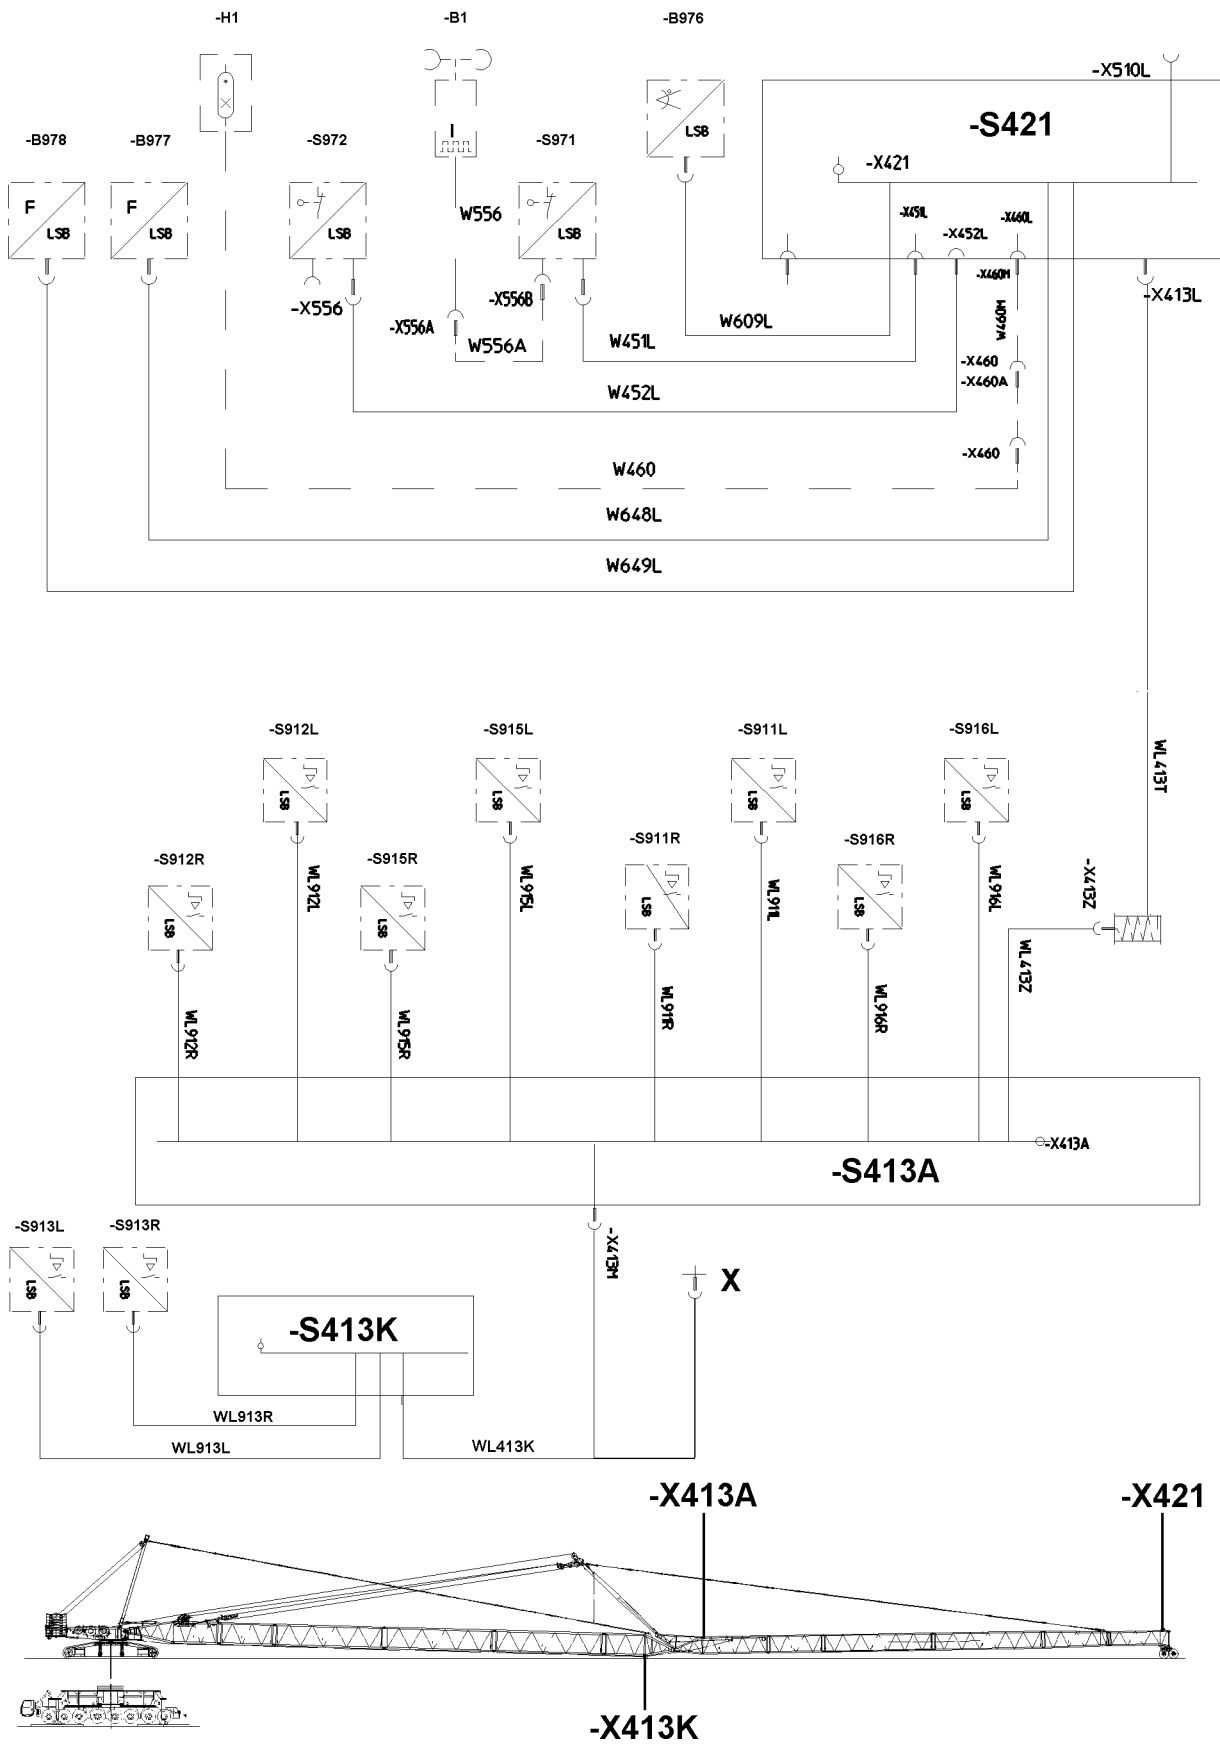 -H1
-B1
-B976
-X510L
-S421
LSB
-B978
-B977
-S972
I
-S971
-X421
F
LSB
F
LSB
LSB
LSB
W556
-X451L
-X460L
-X452L
-X556
-X556B
-X460M
-X413L
-X556A
W556A
W451L
W609L
W460M
-X460
-X460A
W452L
-X460
W460
W648L
W649L
-S912L
-S915L
-S911L
-S916L
LSB
LSB
LSB
LSB
WL413T
-S912R
-S915R
-S911R
-S916R
LSB
LSB
LSB
LSB
WL912L
WL915L
WL911L
WL916L
-X413Z
WL413Z
WL912R
WL915R
WL911R
WL916R
-X413A
-S413A
-S913L
-S913R
LSB
LSB
-X413M
X
-S413K
WL913R
WL913L
WL413K
-X413A
-X421
-X413K